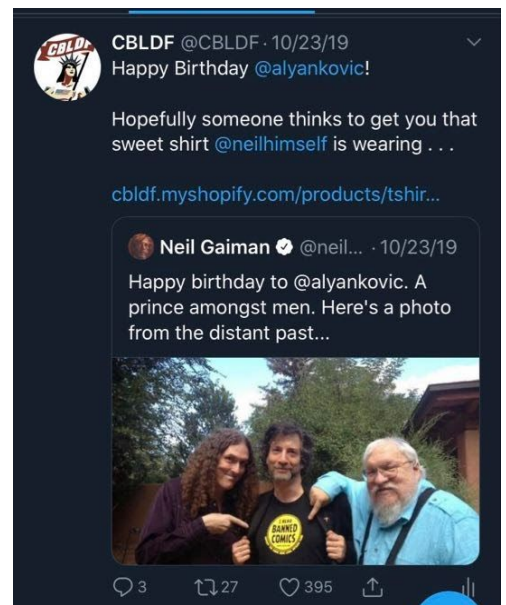 CBLDF
CBLDF @CBLDF · 10/23/19
Happy Birthday @alyankovic!
Hopefully someone thinks to get you that
sweet shirt @neilhimself is wearing . . .
cbldf.myshopify.com/products/tshir...
Neil Gaiman @neil... · 10/23/19
Happy birthday to @alyankovic. A
prince amongst men. Here's a photo
from the distant past...
I READ
BANNED
COMICS
3 27 395